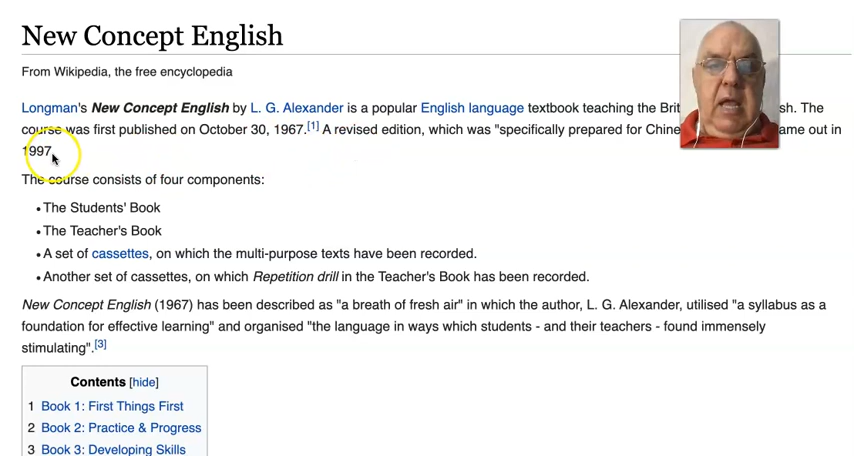 New Concept English
From Wikipedia, the free encyclopedia
Longman's New Concept English by L. G. Alexander is a popular English language textbook teaching the Brit sh. The
course was first published on October 30, 1967.[1] A revised edition, which was "specifically prepared for Chine ame out in
1997.
The course consists of four components:
• The Students' Book
• The Teacher's Book
• A set of cassettes, on which the multi-purpose texts have been recorded.
• Another set of cassettes, on which Repetition drill in the Teacher's Book has been recorded.
New Concept English (1967) has been described as "a breath of fresh air" in which the author, L. G. Alexander, utilised "a syllabus as a
foundation for effective learning" and organised "the language in ways which students - and their teachers - found immensely
stimulating".[3]
Contents [hide]
1 Book 1: First Things First
2 Book 2: Practice & Progress
3 Book 3: Developing Skills